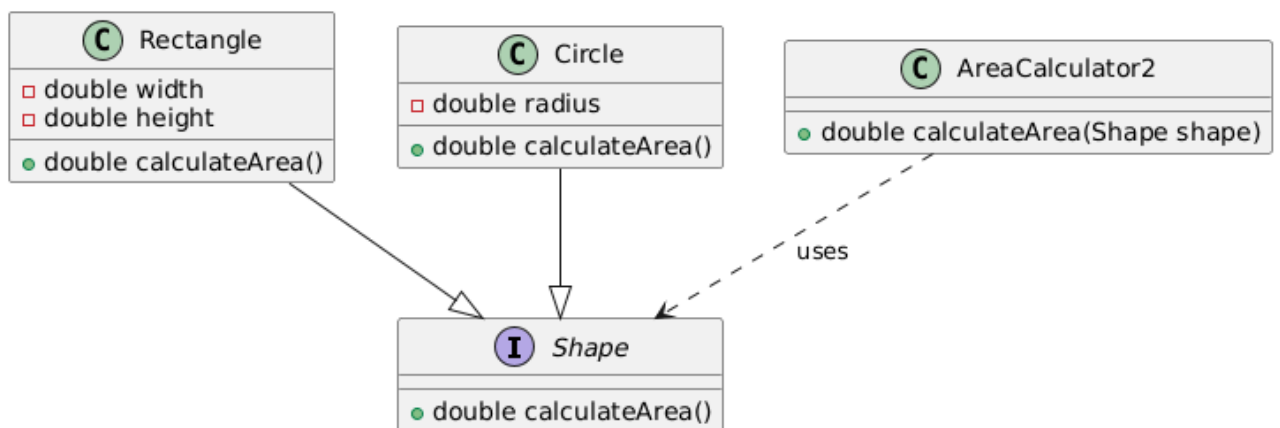 C Rectangle
double width
double height
double calculateArea()
C Circle
double radius
double calculateArea()
C AreaCalculator2
double calculateArea(Shape shape)
uses
I Shape
double calculateArea()